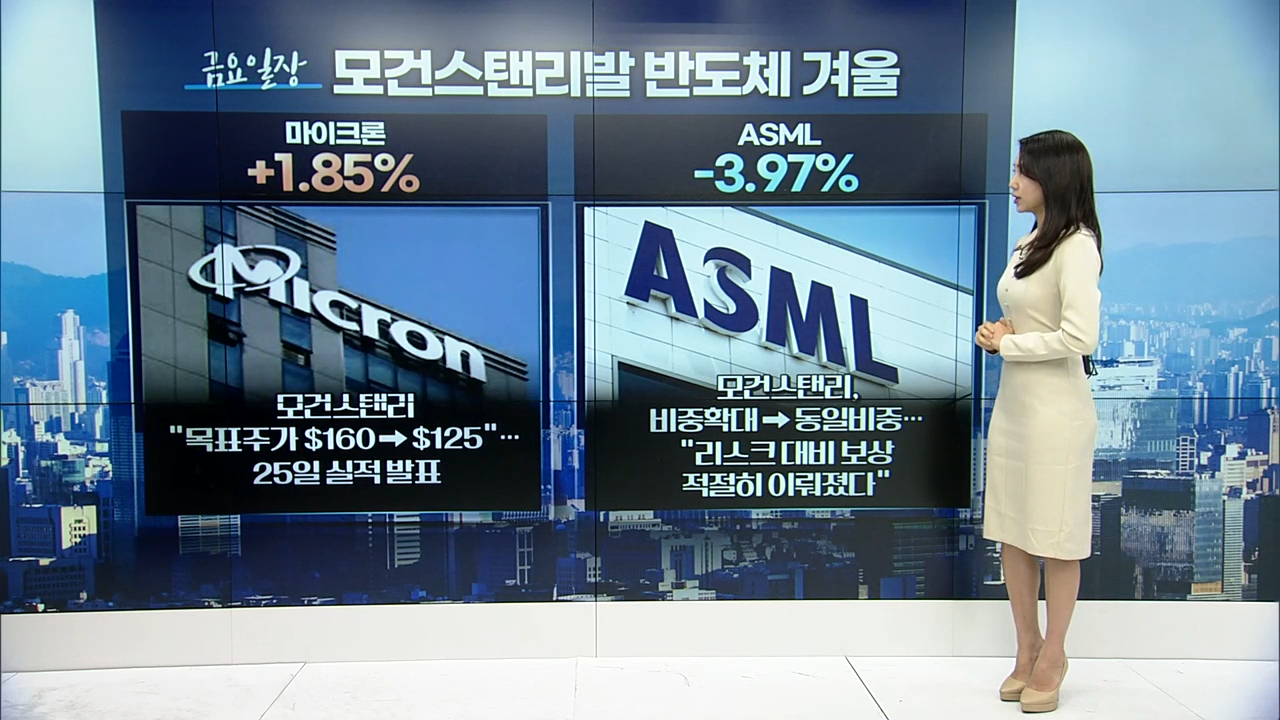 금요일장
모건스탠리발 반도체 겨울
마이크론
+1.85%
Micron
모건스탠리
"목표주가 $160➡$125"…
25일 실적 발표
ASML
-3.97%
ASML
모건스탠리,
비중확대➡동일비중…
"리스크 대비 보상
적절히 이뤄졌다"